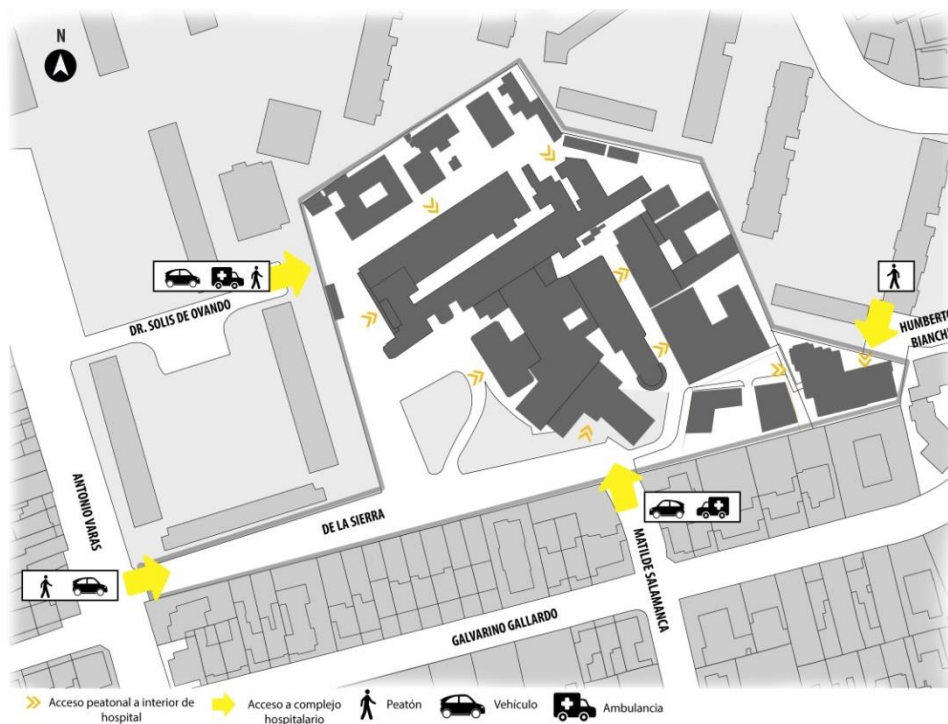 N
DR. SOLIS DE OVANDO
HUMBERTO
BIANCHI
ANTONIO VARAS
DE LA SIERRA
MATILDE SALAMANCA
GALVARINO GALLARDO
Acceso peatonal a interior de
hospital
Acceso a complejo
hospitalario
Peatón
Vehículo
Ambulancia